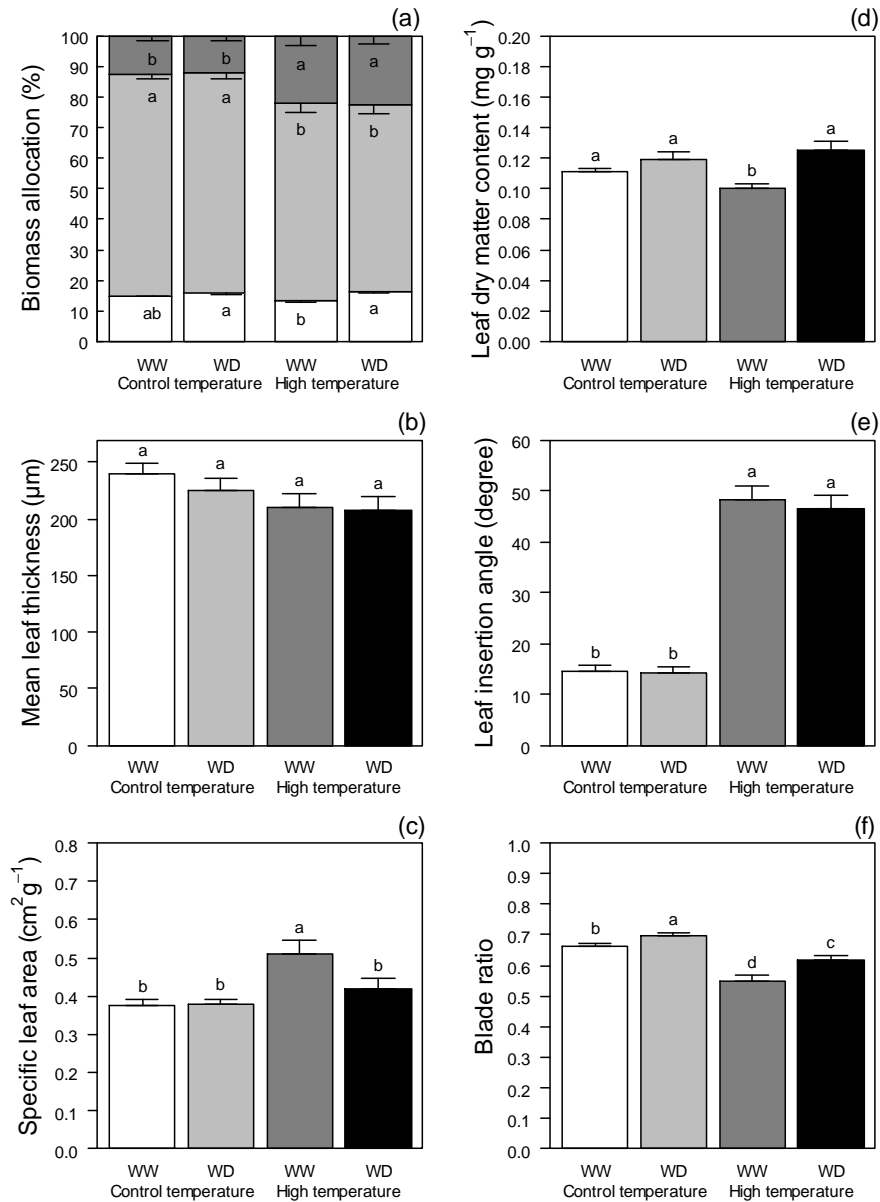 (a)
Biomass allocation (%)
100
90
80
70
60
50
40
30
20
10
0
b
b
a
a
a
a
b
b
ab
a
b
a
WW
WD
WW
WD
Control temperature
High temperature
(b)
Mean leaf thickness (µm)
250
200
150
100
50
0
a
a
a
a
WW
WD
WW
WD
Control temperature
High temperature
(c)
Specific leaf area (cm²g⁻¹)
0.8
0.7
0.6
0.5
0.4
0.3
0.2
0.1
0.0
b
b
a
b
WW
WD
WW
WD
Control temperature
High temperature
(d)
Leaf dry matter content (mg g⁻¹)
0.20
0.18
0.16
0.14
0.12
0.10
0.08
0.06
0.04
0.02
0.00
a
a
b
a
WW
WD
WW
WD
Control temperature
High temperature
(e)
Leaf insertion angle (degree)
60
50
40
30
20
10
0
b
b
a
a
WW
WD
WW
WD
Control temperature
High temperature
(f)
Blade ratio
1.0
0.9
0.8
0.7
0.6
0.5
0.4
0.3
0.2
0.1
0.0
b
a
d
c
WW
WD
WW
WD
Control temperature
High temperature